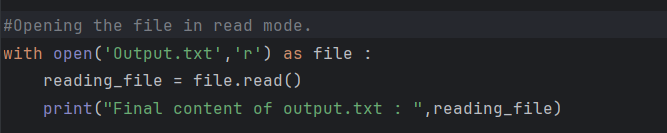 #Opening the file in read mode.
with open('Output.txt','r') as file :
    reading_file = file.read()
    print("Final content of output.txt : ",reading_file)